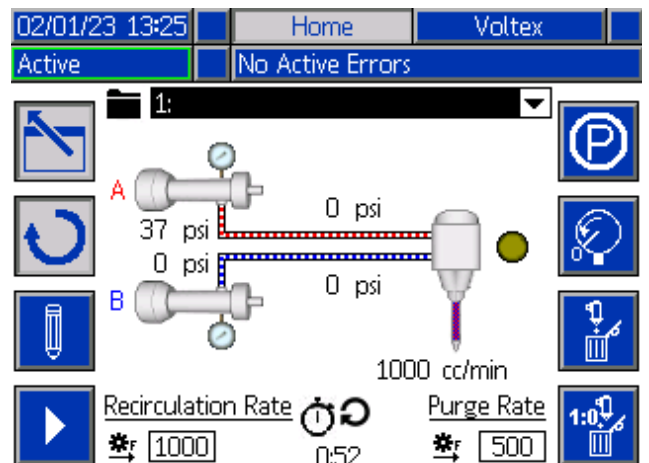 02/01/23 13:25 Home Voltex
Active No Active Errors
1:
A
0 psi
37 psi
0 psi
0 psi
B
1000 cc/min
Recirculation Rate Purge Rate
F 1000 0:52 F 500
P
0
1:0